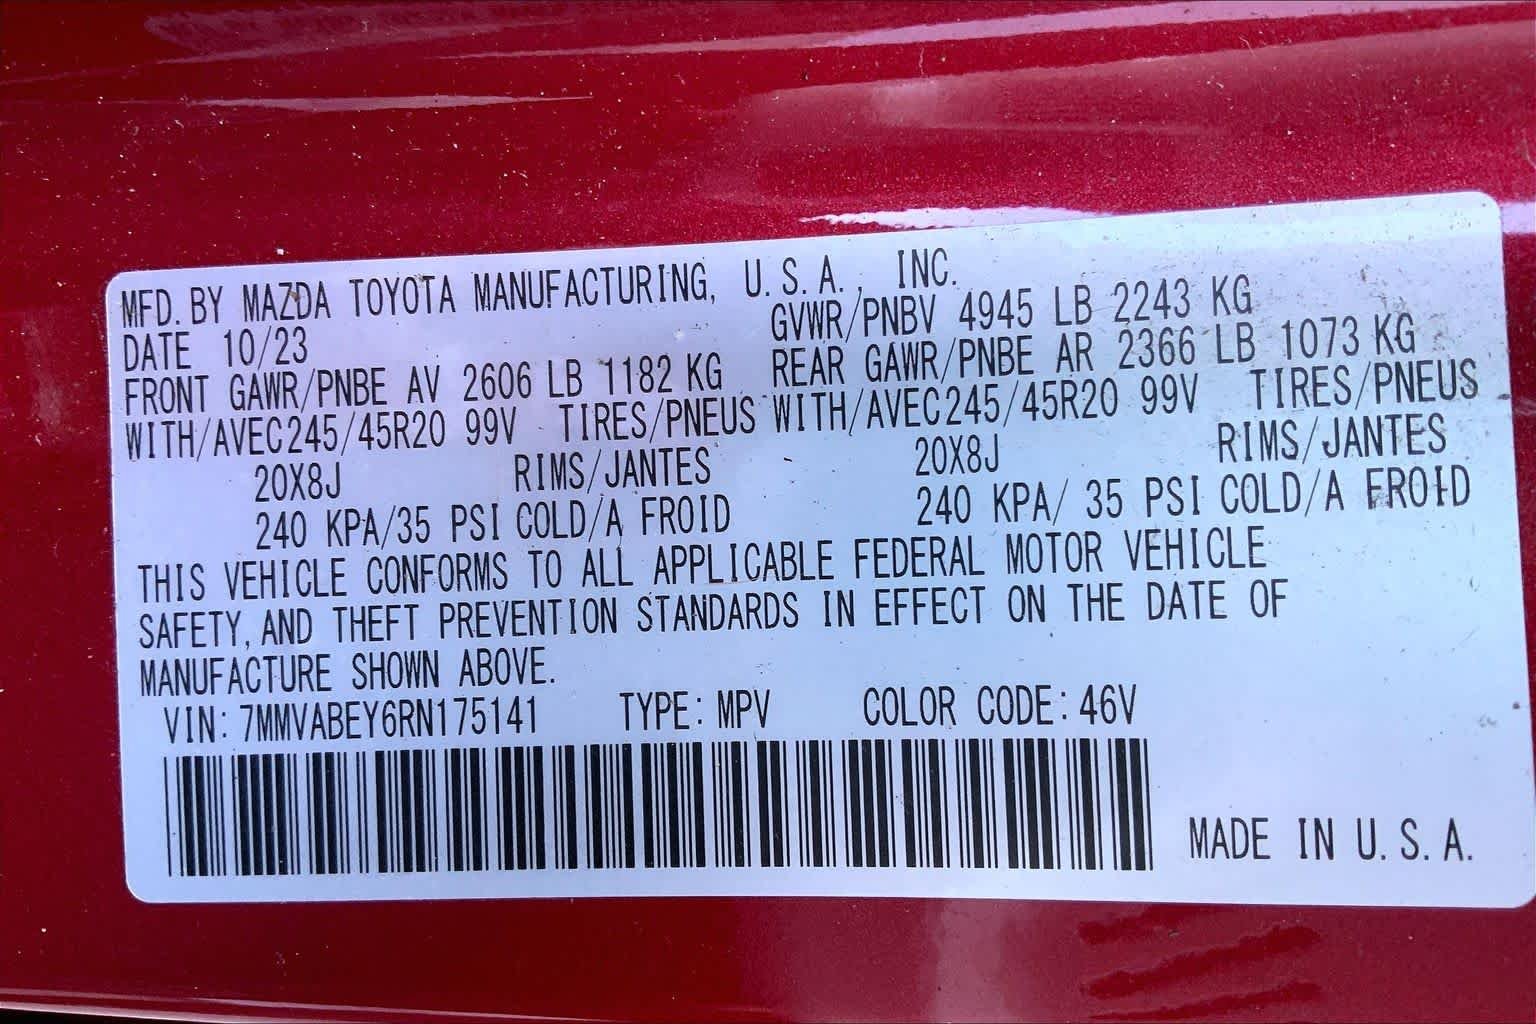 MFD. BY MAZDA TOYOTA MANUFACTURING, U.S.A., INC.
DATE 10/23 GVWR/PNBV 4945 LB 2243 KG
FRONT GAWR/PNBE AV 2606 LB 1182 KG REAR GAWR/PNBE AR 2366 LB 1073 KG
WITH/AVEC245/45R20 99V TIRES/PNEUS WITH/AVEC245/45R20 99V TIRES/PNEUS
20X8J RIMS/JANTES 20X8J RIMS/JANTES
240 KPA/35 PSI COLD/A FROID 240 KPA/ 35 PSI COLD/A FROID
THIS VEHICLE CONFORMS TO ALL APPLICABLE FEDERAL MOTOR VEHICLE
SAFETY, AND THEFT PREVENTION STANDARDS IN EFFECT ON THE DATE OF
MANUFACTURE SHOWN ABOVE.
VIN: 7MMVABEY6RN175141 TYPE: MPV COLOR CODE: 46V
MADE IN U.S.A.